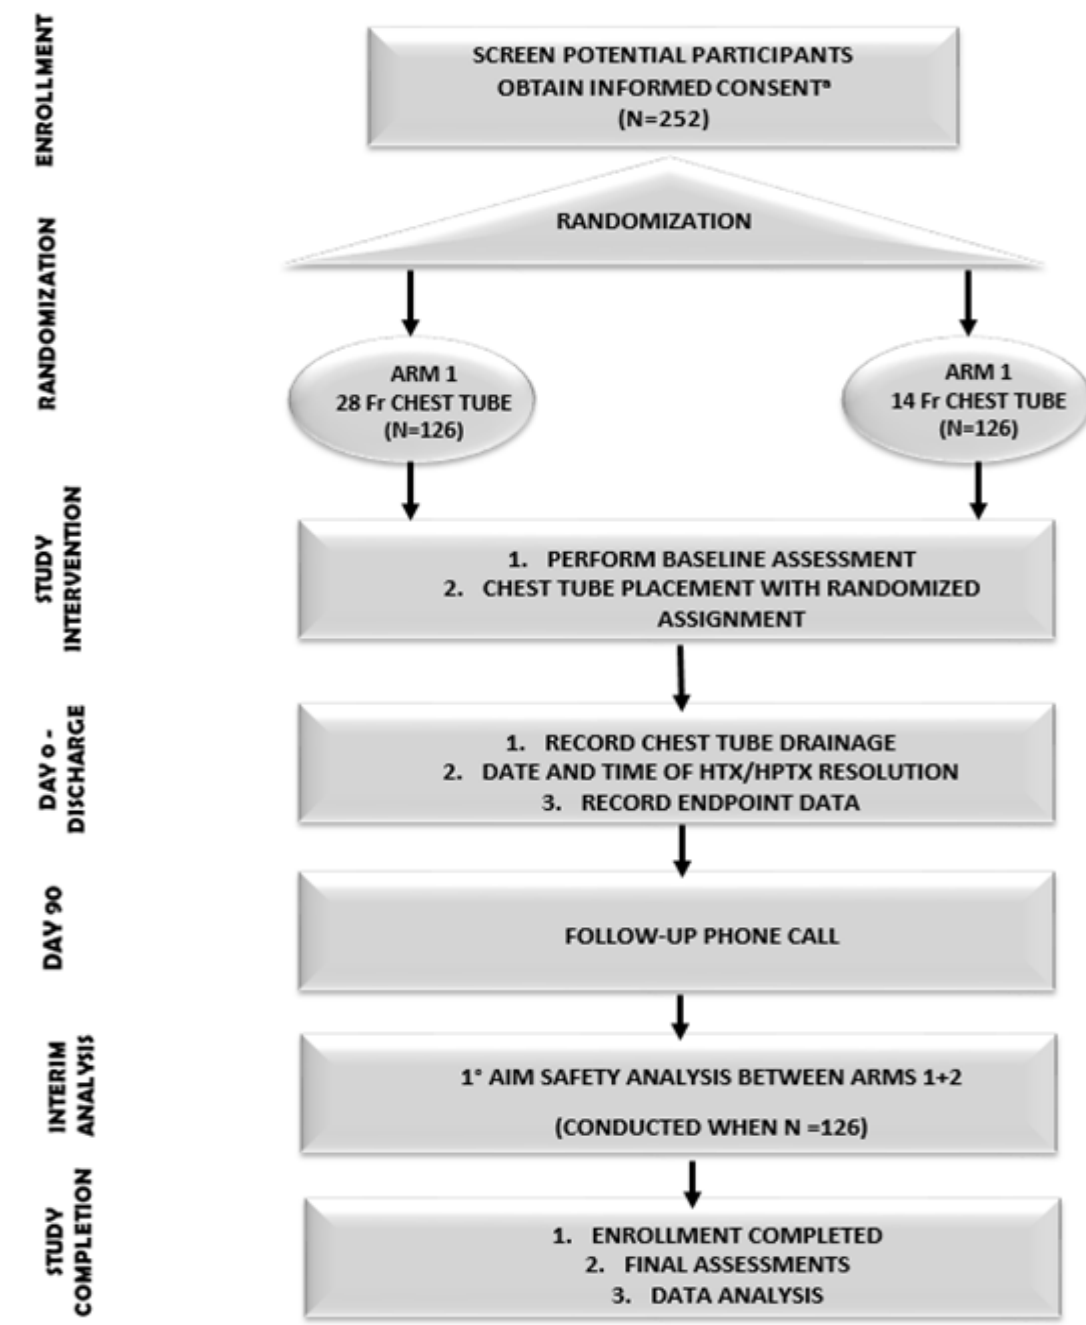 ENROLLMENT
SCREEN POTENTIAL PARTICIPANTS
OBTAIN INFORMED CONSENTª
(N=252)
RANDOMIZATION
RANDOMIZATION
ARM 1
28 Fr CHEST TUBE
(N=126)
ARM 1
14 Fr CHEST TUBE
(N=126)
STUDY
INTERVENTION
1. PERFORM BASELINE ASSESSMENT
2. CHEST TUBE PLACEMENT WITH RANDOMIZED
ASSIGNMENT
DAY 0 -
DISCHARGE
1. RECORD CHEST TUBE DRAINAGE
2. DATE AND TIME OF HTX/HPTX RESOLUTION
3. RECORD ENDPOINT DATA
DAY 90
FOLLOW-UP PHONE CALL
INTERIM
ANALYSIS
1° AIM SAFETY ANALYSIS BETWEEN ARMS 1+2
(CONDUCTED WHEN N =126)
STUDY
COMPLETION
1. ENROLLMENT COMPLETED
2. FINAL ASSESSMENTS
3. DATA ANALYSIS